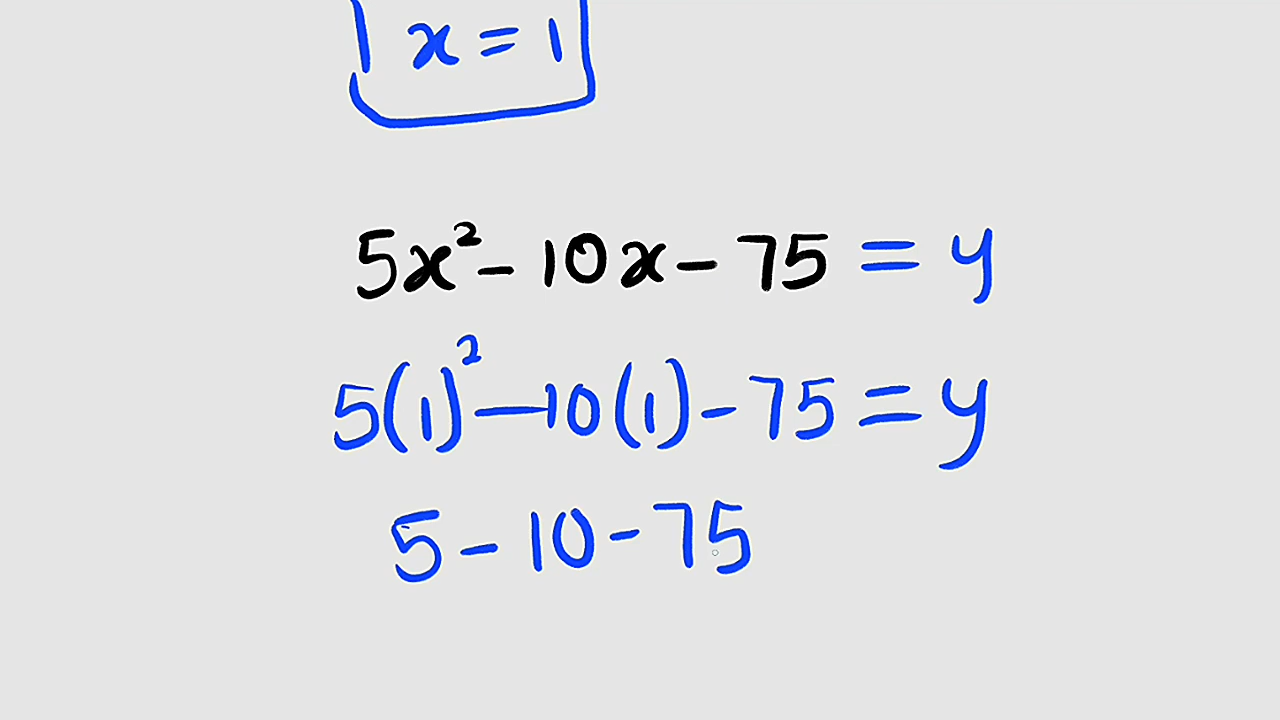 x = 1
5x² - 10x - 75 = y
5(1)² - 10(1) - 75 = y
5 - 10 - 75